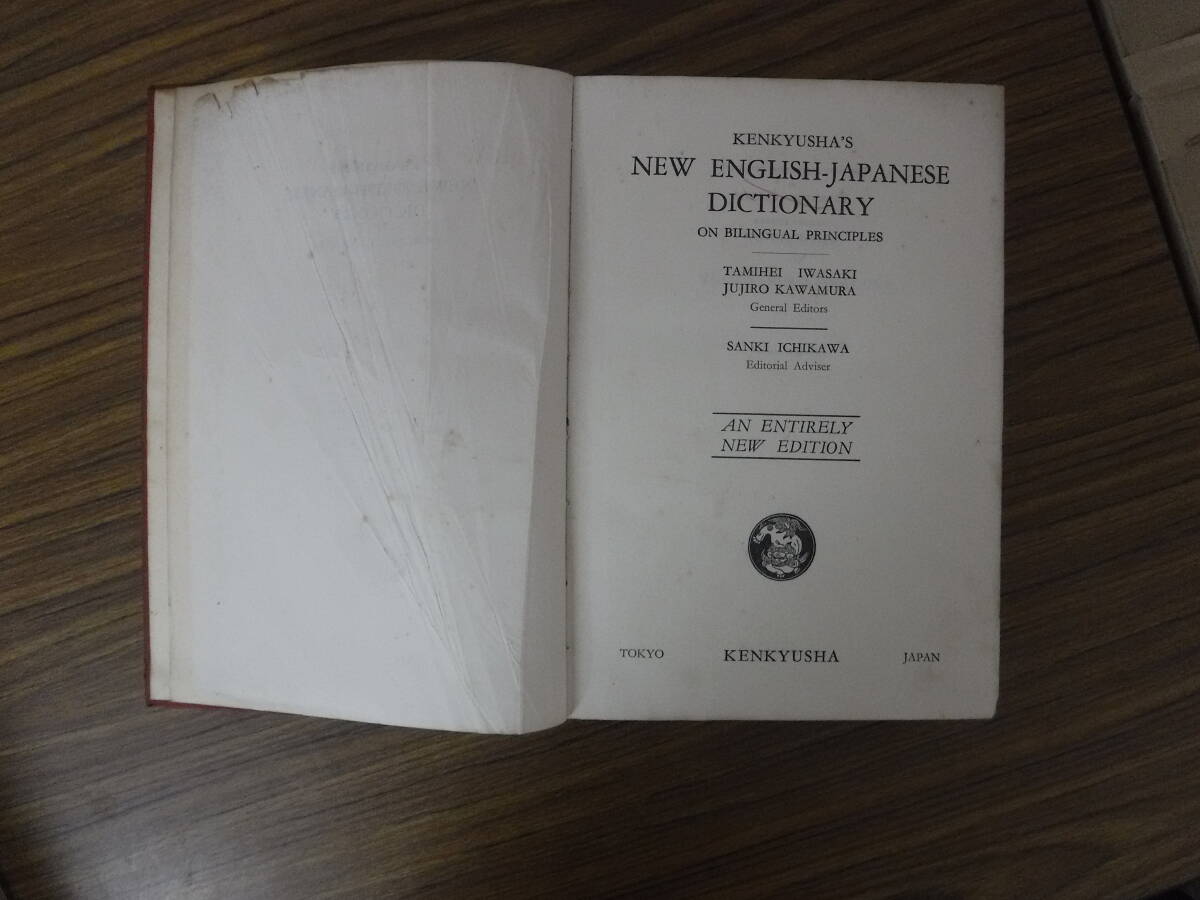 KENKYUSHA'S
NEW ENGLISH-JAPANESE
DICTIONARY
ON BILINGUAL PRINCIPLES
TAMIHEI IWASAKI
JUJIRO KAWAMURA
General Editors
SANKI ICHIKAWA
Editorial Adviser
AN ENTIRELY
NEW EDITION
TOKYO KENKYUSHA JAPAN